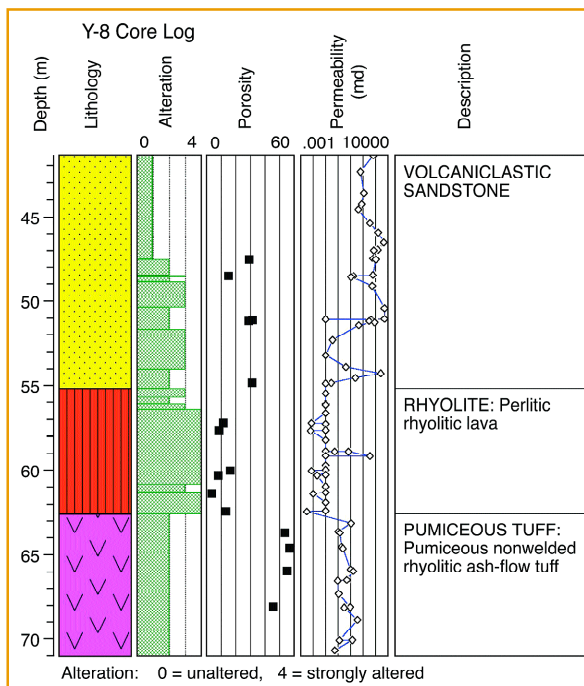 Y-8 Core Log
Depth (m)
Lithology
Alteration
Porosity
Permeability
(md)
Description
0 4
0 60
.001 10000
45
50
55
60
65
70
VOLCANICLASTIC
SANDSTONE
RHYOLITE: Perlitic
rhyolitic lava
PUMICEOUS TUFF:
Pumiceous nonwelded
rhyolitic ash-flow tuff
Alteration: 0 = unaltered, 4 = strongly altered